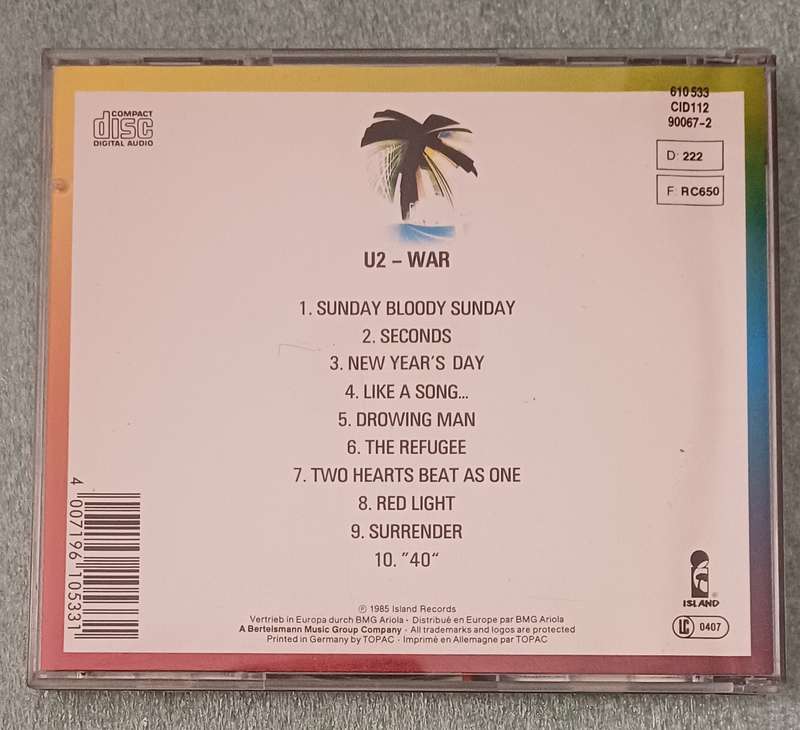 COMPACT
disc
DIGITAL AUDIO
610 533
CID112
90067-2
D: 222
F: RC650
U2 – WAR
1. SUNDAY BLOODY SUNDAY
2. SECONDS
3. NEW YEAR'S DAY
4. LIKE A SONG...
5. DROWING MAN
6. THE REFUGEE
7. TWO HEARTS BEAT AS ONE
8. RED LIGHT
9. SURRENDER
10. "40"
4 007196 105331
ISLAND
LC 0407
℗ 1985 Island Records
Vertrieb in Europa durch BMG Ariola · Distribué en Europe par BMG Ariola
A Bertelsmann Music Group Company · All trademarks and logos are protected
Printed in Germany by TOPAC · Imprimé en Allemagne par TOPAC